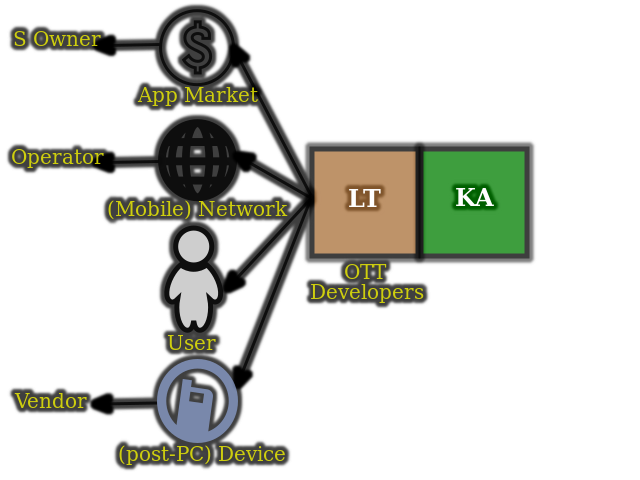 S Owner
$
App Market
Operator
(Mobile) Network
LT
KA
OTT
Developers
User
Vendor
(post-PC) Device